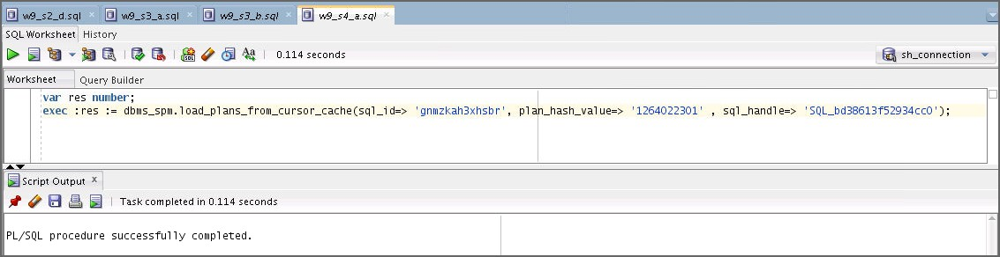 w9_s2_d.sql × w9_s3_a.sql × w9_s3_b.sql × w9_s4_a.sql ×
SQL Worksheet History
0.114 seconds sh_connection
Worksheet Query Builder
var res number;
exec :res := dbms_spm.load_plans_from_cursor_cache(sql_id=> 'gnmzkah3xhsbr', plan_hash_value=> '1264022301' , sql_handle=> 'SQL_bd38613f52934cc0');
Script Output ×
Task completed in 0.114 seconds
PL/SQL procedure successfully completed.